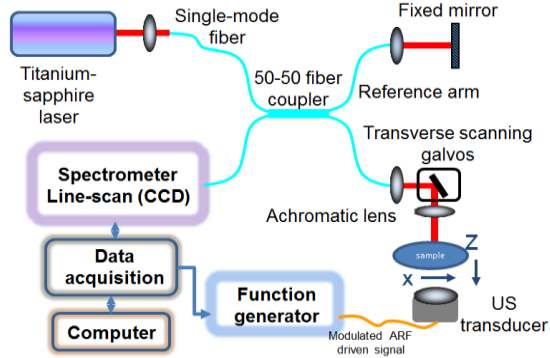 Single-mode
fiber
Fixed mirror
Titanium-
sapphire
laser
50-50 fiber
coupler
Reference arm
Transverse scanning
galvos
Spectrometer
Line-scan (CCD)
Achromatic lens
sample
Z
X
Data
acquisition
Function
generator
US
transducer
Computer
Modulated ARF
driven signal